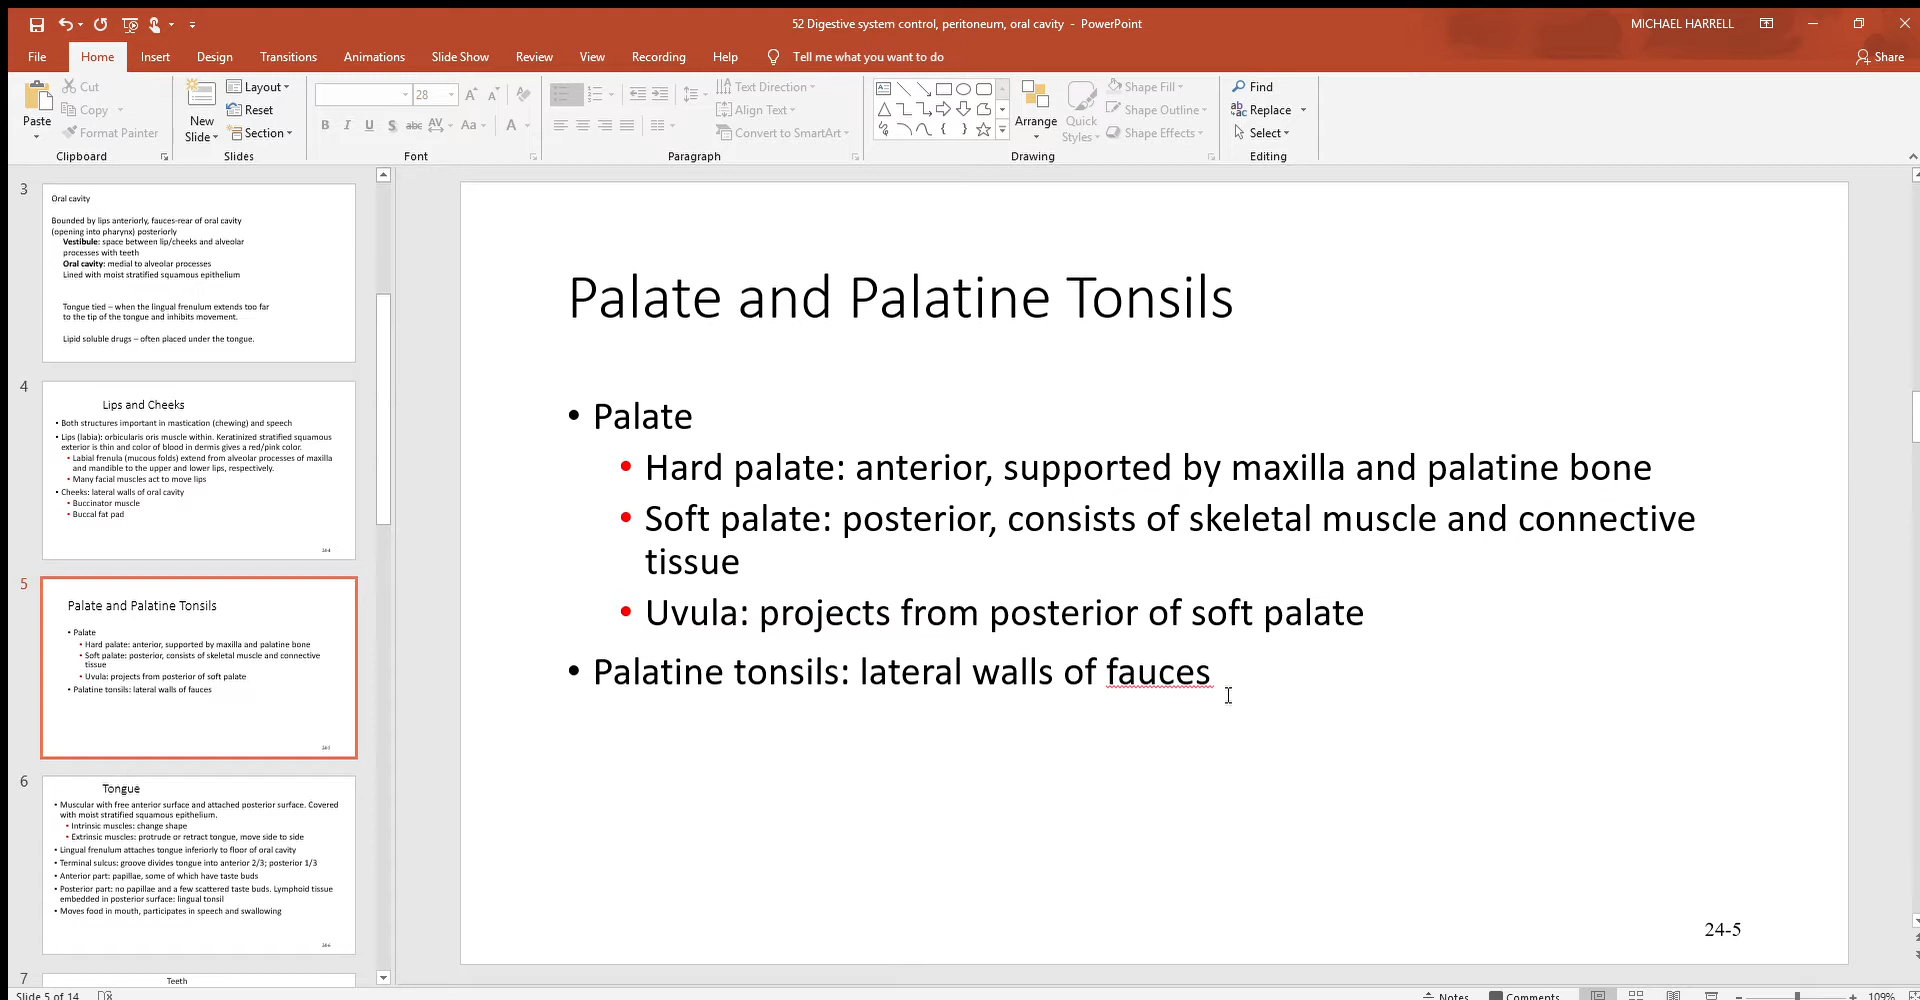 52 Digestive system control, peritoneum, oral cavity - PowerPoint
MICHAEL HARRELL
File Home Insert Design Transitions Animations Slide Show Review View Recording Help Tell me what you want to do
Share
Paste
Cut
Copy
Format Painter
Clipboard
New
Slide
Layout
Reset
Section
Slides
28
B I U S abc AV Aa A
Font
Text Direction
Align Text
Convert to SmartArt
Paragraph
Arrange
Quick
Styles
Shape Fill
Shape Outline
Shape Effects
Drawing
Find
Replace
Select
Editing
3
Oral cavity
Bounded by lips anteriorly, fauces-rear of oral cavity
(opening into pharynx) posteriorly
Vestibule: space between lip/cheeks and alveolar
processes with teeth
Oral cavity: medial to alveolar processes
Lined with moist stratified squamous epithelium
Tongue tied – when the lingual frenulum extends too far
to the tip of the tongue and inhibits movement.
Lipid soluble drugs – often placed under the tongue.
4
Lips and Cheeks
• Both structures important in mastication (chewing) and speech
• Lips (labia): orbicularis oris muscle within. Keratinized stratified squamous
exterior is thin and color of blood in dermis gives a red/pink color.
• Labial frenula (mucous folds) extend from alveolar processes of maxilla
and mandible to the upper and lower lips, respectively.
• Many facial muscles act to move lips
• Cheeks: lateral walls of oral cavity
• Buccinator muscle
• Buccal fat pad
24-4
5
Palate and Palatine Tonsils
• Palate
• Hard palate: anterior, supported by maxilla and palatine bone
• Soft palate: posterior, consists of skeletal muscle and connective
tissue
• Uvula: projects from posterior of soft palate
• Palatine tonsils: lateral walls of fauces
24-5
6
Tongue
• Muscular with free anterior surface and attached posterior surface. Covered
with moist stratified squamous epithelium.
• Intrinsic muscles: change shape
• Extrinsic muscles: protrude or retract tongue, move side to side
• Lingual frenulum attaches tongue inferiorly to floor of oral cavity
• Terminal sulcus: groove divides tongue into anterior 2/3; posterior 1/3
• Anterior part: papillae, some of which have taste buds
• Posterior part: no papillae and a few scattered taste buds. Lymphoid tissue
embedded in posterior surface: lingual tonsil
• Moves food in mouth, participates in speech and swallowing
24-6
7
Teeth
Palate and Palatine Tonsils
• Palate
• Hard palate: anterior, supported by maxilla and palatine bone
• Soft palate: posterior, consists of skeletal muscle and connective
tissue
• Uvula: projects from posterior of soft palate
• Palatine tonsils: lateral walls of fauces
24-5
Slide 5 of 14
Notes
Comments
109%